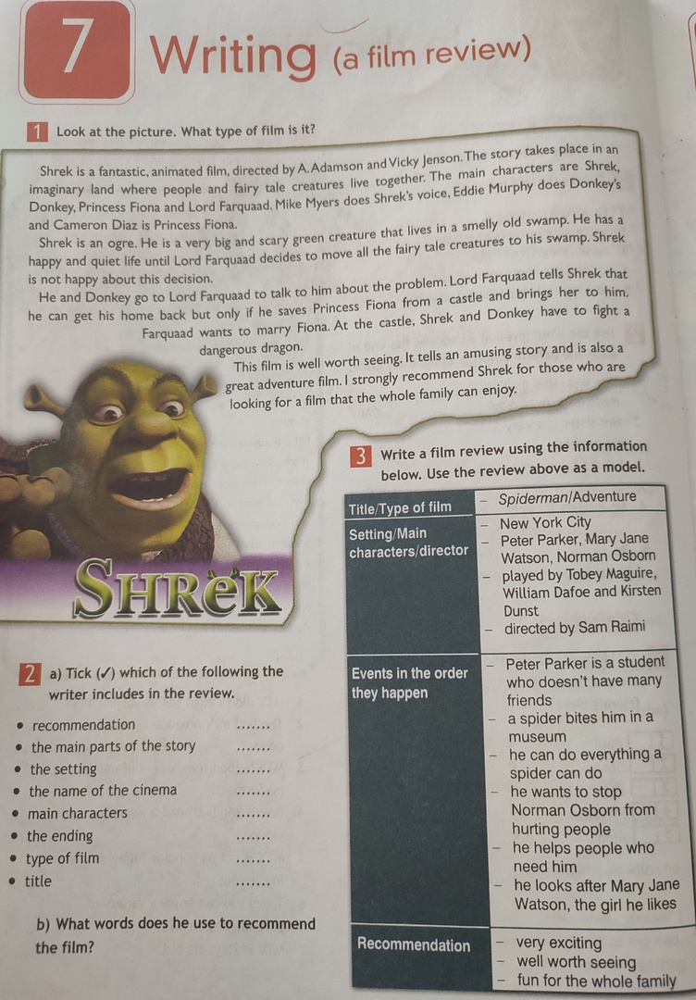 7
Writing (a film review)
1 Look at the picture. What type of film is it?
Shrek is a fantastic, animated film, directed by A. Adamson and Vicky Jenson. The story takes place in an
imaginary land where people and fairy tale creatures live together. The main characters are Shrek,
Donkey, Princess Fiona and Lord Farquaad. Mike Myers does Shrek's voice, Eddie Murphy does Donkey's
and Cameron Diaz is Princess Fiona.
Shrek is an ogre. He is a very big and scary green creature that lives in a smelly old swamp. He has a
happy and quiet life until Lord Farquaad decides to move all the fairy tale creatures to his swamp. Shrek
is not happy about this decision.
He and Donkey go to Lord Farquaad to talk to him about the problem. Lord Farquaad tells Shrek that
he can get his home back but only if he saves Princess Fiona from a castle and brings her to him.
Farquaad wants to marry Fiona. At the castle, Shrek and Donkey have to fight a
dangerous dragon.
This film is well worth seeing. It tells an amusing story and is also a
great adventure film. I strongly recommend Shrek for those who are
looking for a film that the whole family can enjoy.
SHREK
2 a) Tick (✓) which of the following the
writer includes in the review.
• recommendation .......
• the main parts of the story .......
• the setting .......
• the name of the cinema .......
• main characters .......
• the ending .......
• type of film .......
• title .......
b) What words does he use to recommend
the film?
3 Write a film review using the information
below. Use the review above as a model.
Title/Type of film
– Spiderman/Adventure
Setting/Main
characters/director
– New York City
– Peter Parker, Mary Jane
Watson, Norman Osborn
– played by Tobey Maguire,
William Dafoe and Kirsten
Dunst
– directed by Sam Raimi
Events in the order
they happen
– Peter Parker is a student
who doesn't have many
friends
– a spider bites him in a
museum
– he can do everything a
spider can do
– he wants to stop
Norman Osborn from
hurting people
– he helps people who
need him
– he looks after Mary Jane
Watson, the girl he likes
Recommendation
– very exciting
– well worth seeing
– fun for the whole family